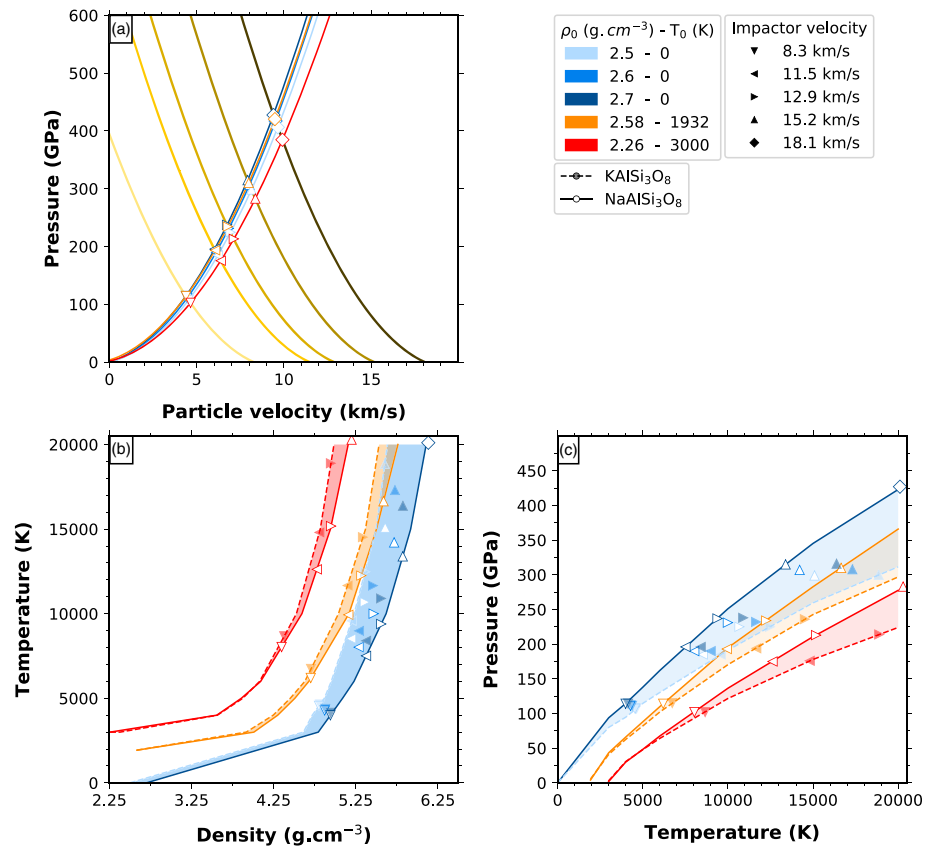 (a)
600
500
400
300
200
100
0
Pressure (GPa)
0
5
10
15
Particle velocity (km/s)
ρ₀ (g.cm⁻³) - T₀ (K)
2.5 - 0
2.6 - 0
2.7 - 0
2.58 - 1932
2.26 - 3000
Impactor velocity
8.3 km/s
11.5 km/s
12.9 km/s
15.2 km/s
18.1 km/s
KAlSi₃O₈
NaAlSi₃O₈
(b)
20000
15000
10000
5000
0
Temperature (K)
2.25
3.25
4.25
5.25
6.25
Density (g.cm⁻³)
(c)
450
400
350
300
250
200
150
100
50
0
Pressure (GPa)
0
5000
10000
15000
20000
Temperature (K)